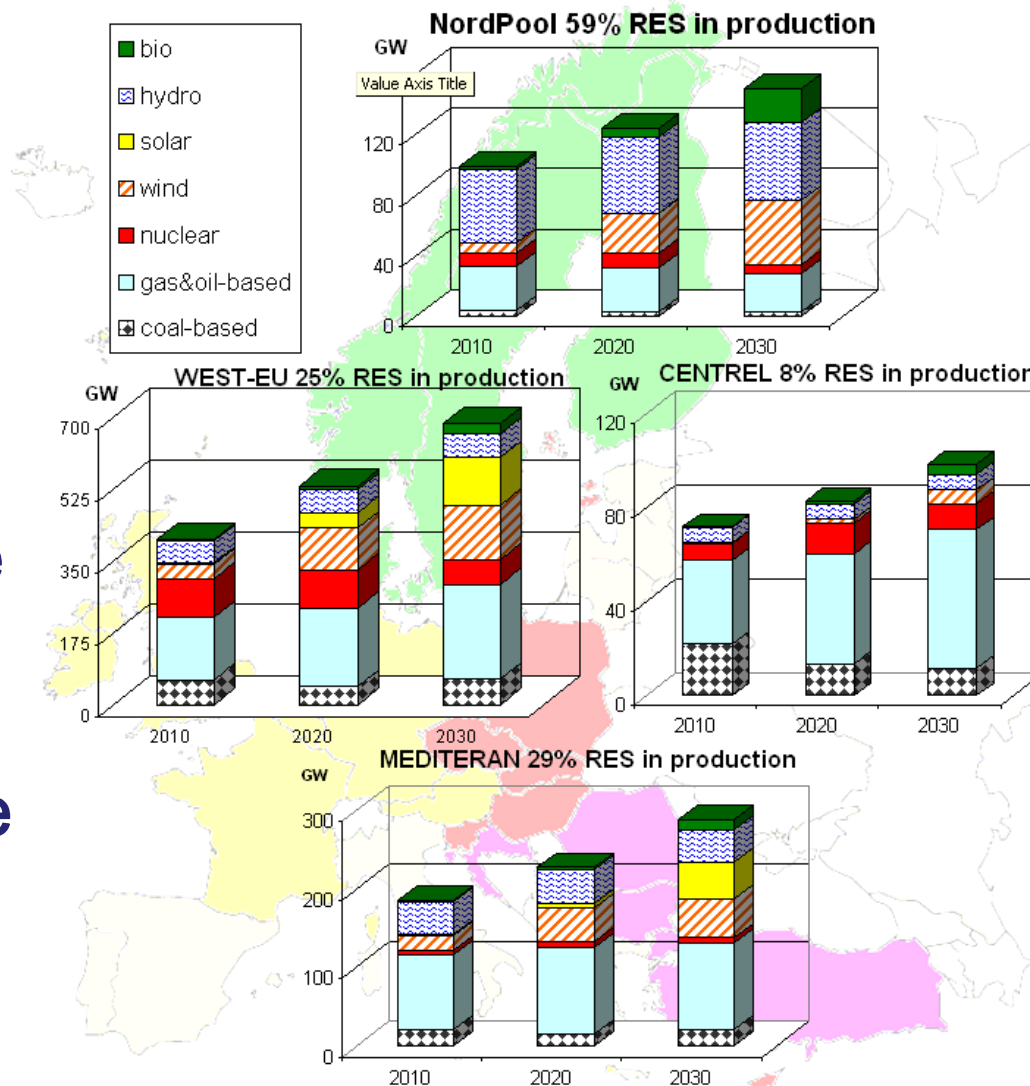 NordPool 59% RES in production
GW
Value Axis Title
bio
hydro
solar
wind
nuclear
gas&oil-based
coal-based
120
80
40
0
2010 2020 2030
WEST-EU 25% RES in production
GW
700
525
350
175
0
2010 2020 2030
CENTREL 8% RES in production
GW
120
80
40
0
2010 2020 2030
e
e
MEDITERAN 29% RES in production
GW
300
200
100
0
2010 2020 2030